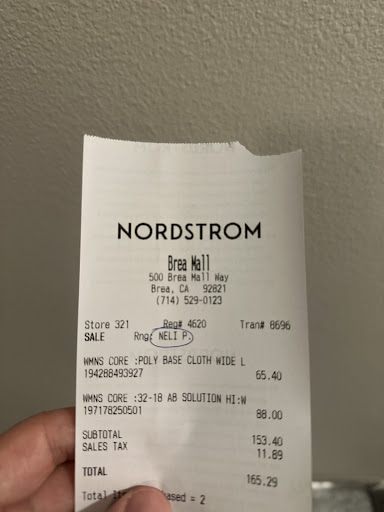 NORDSTROM
Brea Mall
500 Brea Mall Way
Brea, CA 92821
(714) 529-0123
Store 321 Reg# 4620 Tran# 8696
SALE Rng: NELI P.
WMNS CORE :POLY BASE CLOTH WIDE L
194288493927 65.40
WMNS CORE :32-18 AB SOLUTION HI:W
197178250501 88.00
SUBTOTAL 153.40
SALES TAX 11.89
TOTAL 165.29
Total = 2